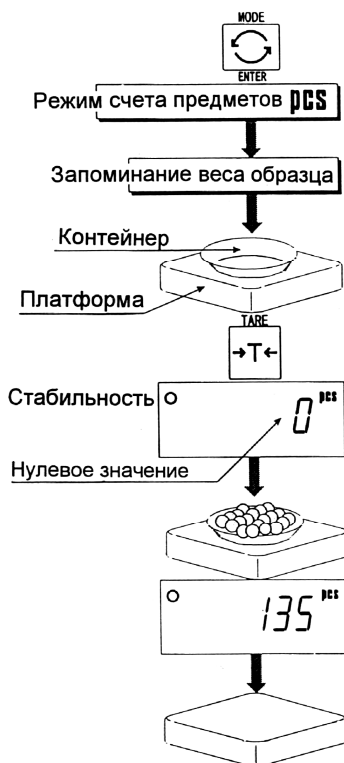 MODE
ENTER
Режим счета предметов pcs
Запоминание веса образца
Контейнер
Платформа
TARE
→T←
Стабильность
0 pcs
Нулевое значение
135 pcs